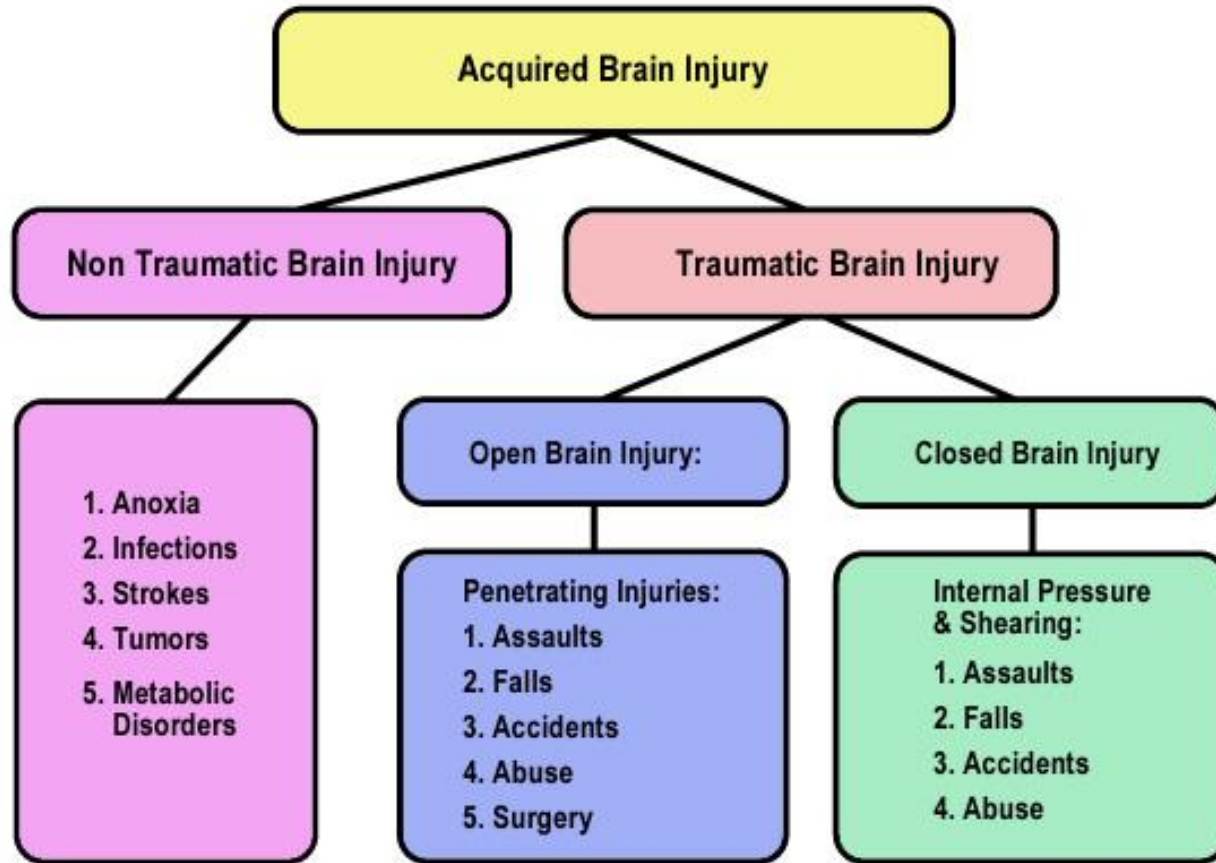 Acquired Brain Injury
Non Traumatic Brain Injury
Traumatic Brain Injury
1. Anoxia
2. Infections
3. Strokes
4. Tumors
5. Metabolic
Disorders
Open Brain Injury:
Penetrating Injuries:
1. Assaults
2. Falls
3. Accidents
4. Abuse
5. Surgery
Closed Brain Injury
Internal Pressure
& Shearing:
1. Assaults
2. Falls
3. Accidents
4. Abuse